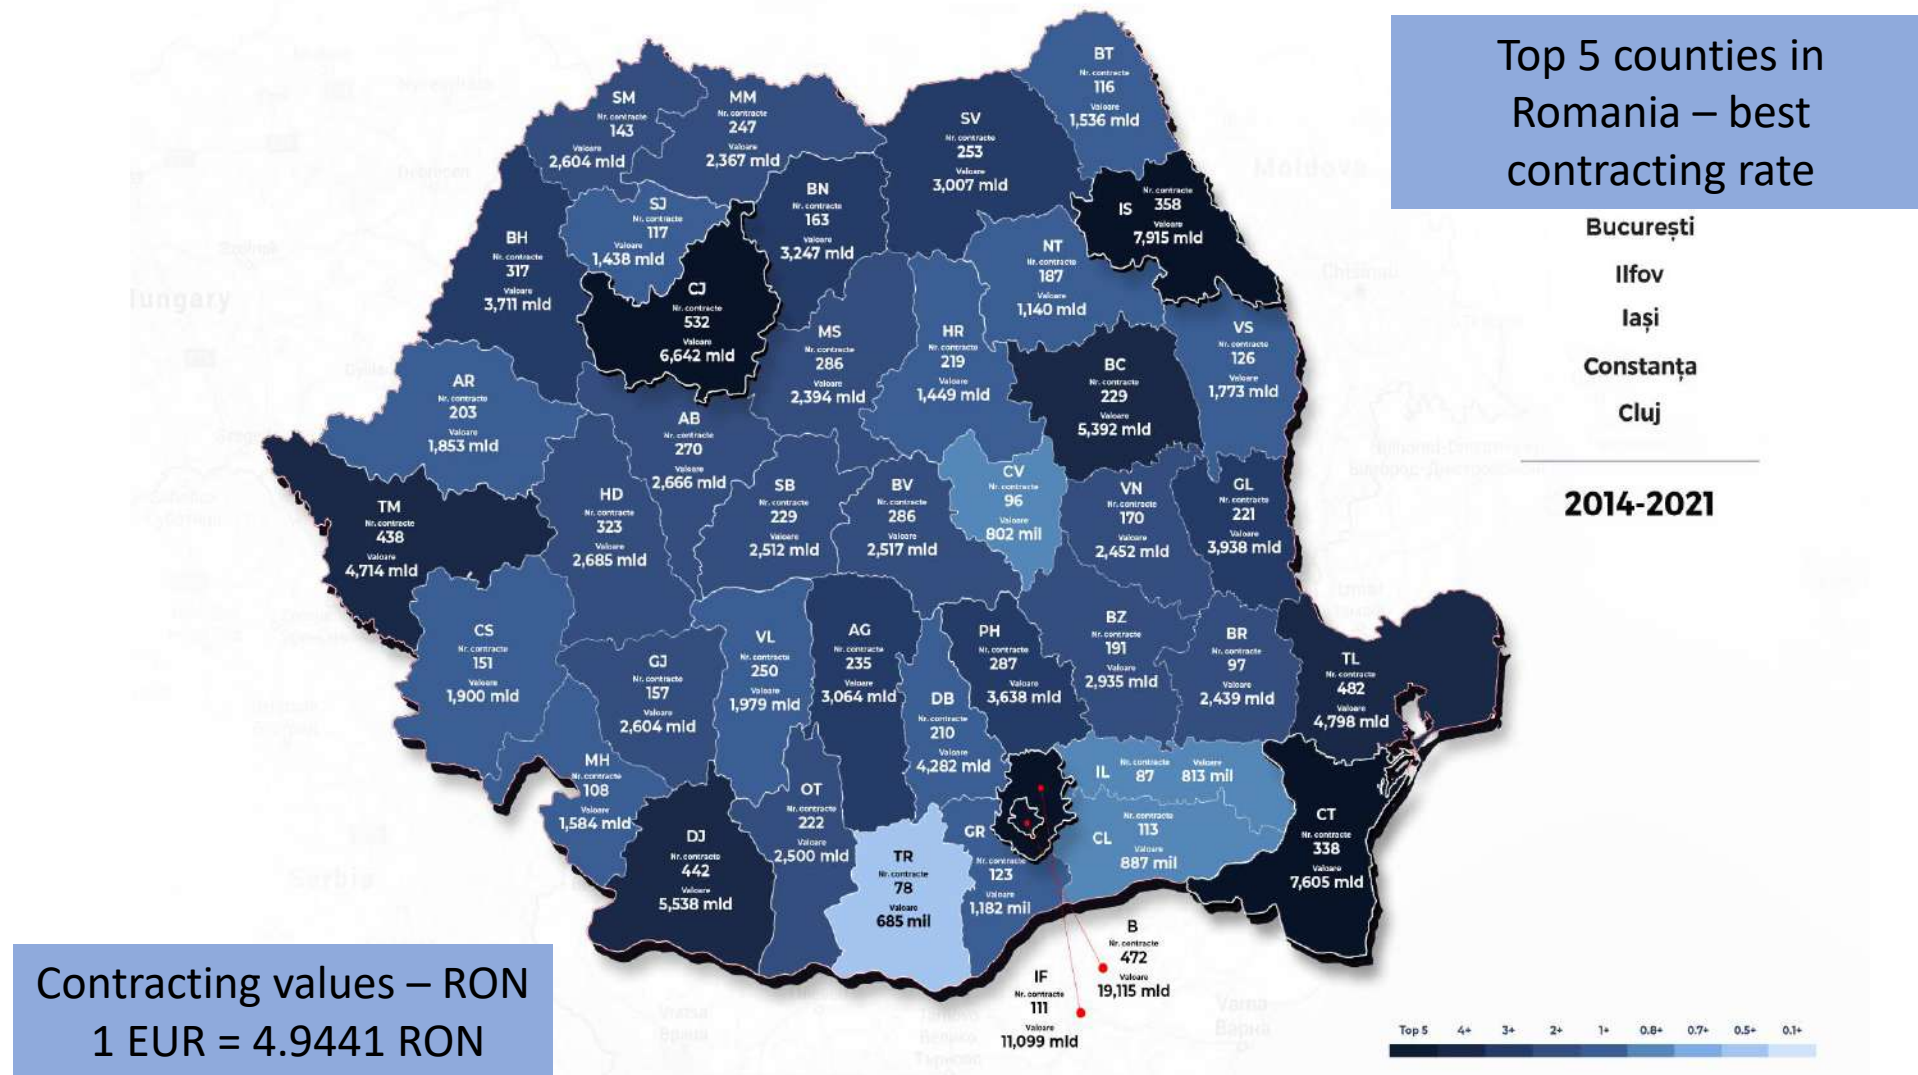 Top 5 counties in
Romania – best
contracting rate
București
Ilfov
Iași
Constanța
Cluj
2014-2021
BT
Nr. contracte
116
Valoare
1,536 mld
SM
Nr. contracte
143
Valoare
2,604 mld
MM
Nr. contracte
247
Valoare
2,367 mld
SV
Nr. contracte
253
Valoare
3,007 mld
BN
Nr. contracte
163
Valoare
3,247 mld
IS
Nr. contracte
358
Valoare
7,915 mld
SJ
Nr. contracte
117
Valoare
1,438 mld
BH
Nr. contracte
317
Valoare
3,711 mld
NT
Nr. contracte
187
Valoare
1,140 mld
CJ
Nr. contracte
532
Valoare
6,642 mld
MS
Nr. contracte
286
Valoare
2,394 mld
HR
Nr. contracte
219
Valoare
1,449 mld
VS
Nr. contracte
126
Valoare
1,773 mld
BC
Nr. contracte
229
Valoare
5,392 mld
AR
Nr. contracte
203
Valoare
1,853 mld
AB
Nr. contracte
270
Valoare
2,666 mld
TM
Nr. contracte
438
Valoare
4,714 mld
HD
Nr. contracte
323
Valoare
2,685 mld
SB
Nr. contracte
229
Valoare
2,512 mld
BV
Nr. contracte
286
Valoare
2,517 mld
CV
Nr. contracte
96
Valoare
802 mil
VN
Nr. contracte
170
Valoare
2,452 mld
GL
Nr. contracte
221
Valoare
3,938 mld
CS
Nr. contracte
151
Valoare
1,900 mld
GJ
Nr. contracte
157
Valoare
2,604 mld
VL
Nr. contracte
250
Valoare
1,979 mld
AG
Nr. contracte
235
Valoare
3,064 mld
DB
Nr. contracte
210
Valoare
4,282 mld
PH
Nr. contracte
287
Valoare
3,638 mld
BZ
Nr. contracte
191
Valoare
2,935 mld
BR
Nr. contracte
97
Valoare
2,439 mld
TL
Nr. contracte
482
Valoare
4,798 mld
MH
Nr. contracte
108
Valoare
1,584 mld
DJ
Nr. contracte
442
Valoare
5,538 mld
OT
Nr. contracte
222
Valoare
2,500 mld
TR
Nr. contracte
78
Valoare
685 mil
GR
Nr. contracte
123
Valoare
1,182 mil
IL
Nr. contracte
87
Valoare
813 mil
CL
Nr. contracte
113
Valoare
887 mil
CT
Nr. contracte
338
Valoare
7,605 mld
B
Nr. contracte
472
Valoare
19,115 mld
IF
Nr. contracte
111
Valoare
11,099 mld
Contracting values – RON
1 EUR = 4.9441 RON
Top 5 4+ 3+ 2+ 1+ 0.8+ 0.7+ 0.5+ 0.1+
Moldova
Serbia
Varna
Варна